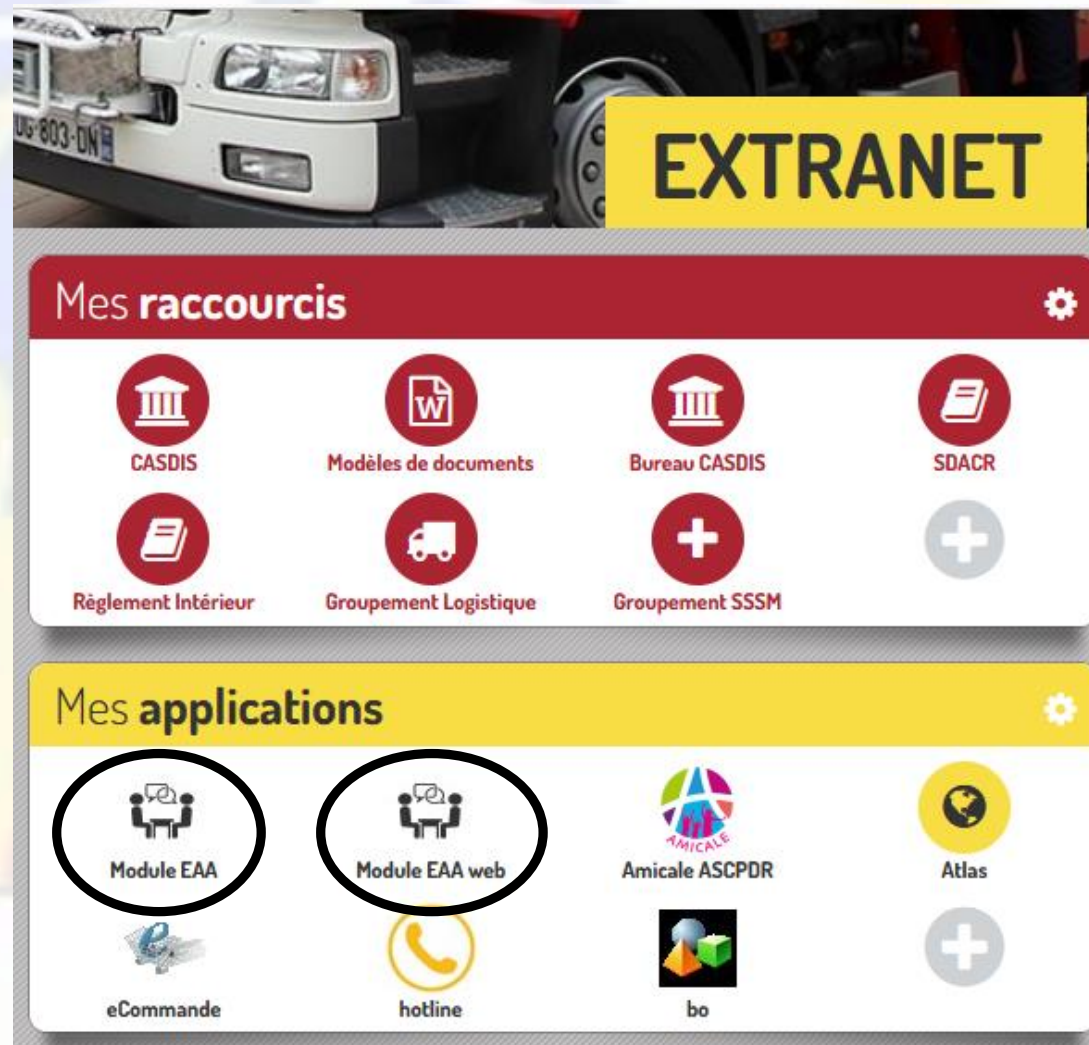 UG-803-DN
EXTRANET
Mes raccourcis
W
CASDIS
Modèles de documents
Bureau CASDIS
SDACR
Règlement Intérieur
Groupement Logistique
Groupement SSSM
Mes applications
AMICALE
Module EAA
Module EAA web
Amicale ASCPDR
Atlas
e
eCommande
hotline
bo